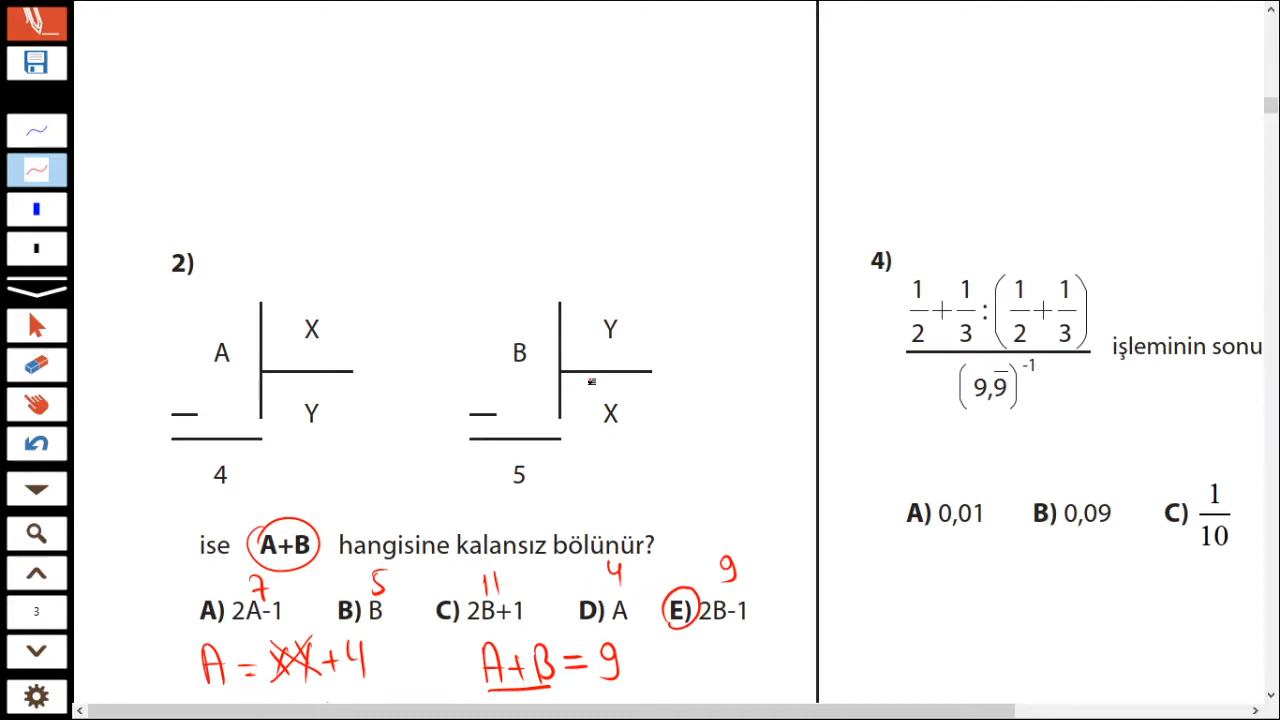 2)
A X
Y
4
B Y
X
5
ise A+B hangisine kalansız bölünür?
7 5 11 4 9
A) 2A-1 B) B C) 2B+1 D) A E) 2B-1
A = XY + 4 A+B = 9
4)
1/2 + 1/3 : (1/2 + 1/3)
(9,9̅)⁻¹
işleminin sonu
A) 0,01 B) 0,09 C) 1/10
3